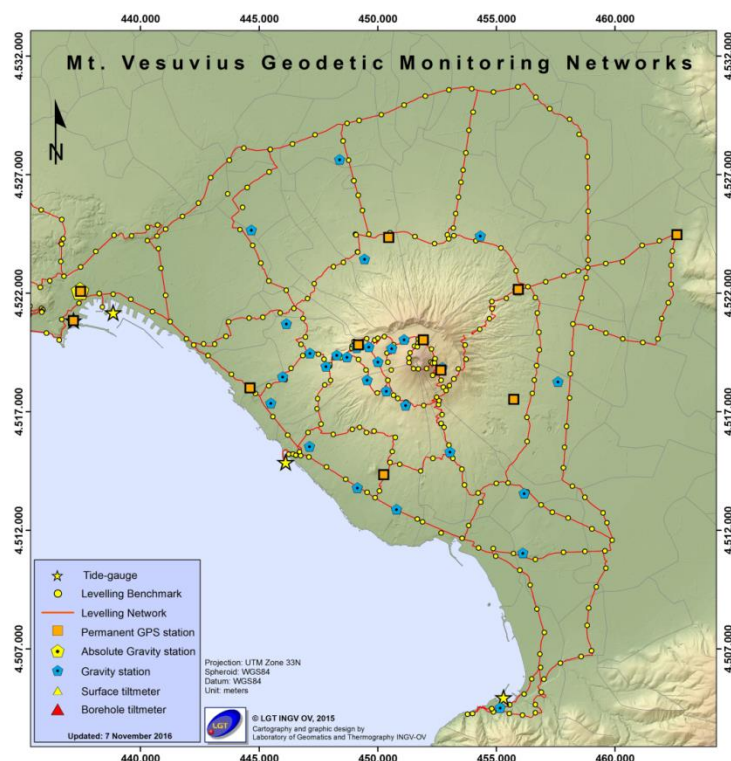 440.000 445.000 450.000 455.000 460.000
Mt. Vesuvius Geodetic Monitoring Networks
4.532.000 4.532.000
N
4.527.000 4.527.000
4.522.000 4.522.000
4.517.000 4.517.000
4.512.000 4.512.000
4.507.000 4.507.000
Tide-gauge
Levelling Benchmark
Levelling Network
Permanent GPS station
Absolute Gravity station
Gravity station
Surface tiltmeter
Borehole tiltmeter
Updated: 7 November 2016
Projection: UTM Zone 33N
Spheroid: WGS84
Datum: WGS84
Unit: meters
LGT
© LGT INGV OV, 2015
Cartography and graphic design by
Laboratory of Geomatics and Thermography INGV-OV
440.000 445.000 450.000 455.000 460.000